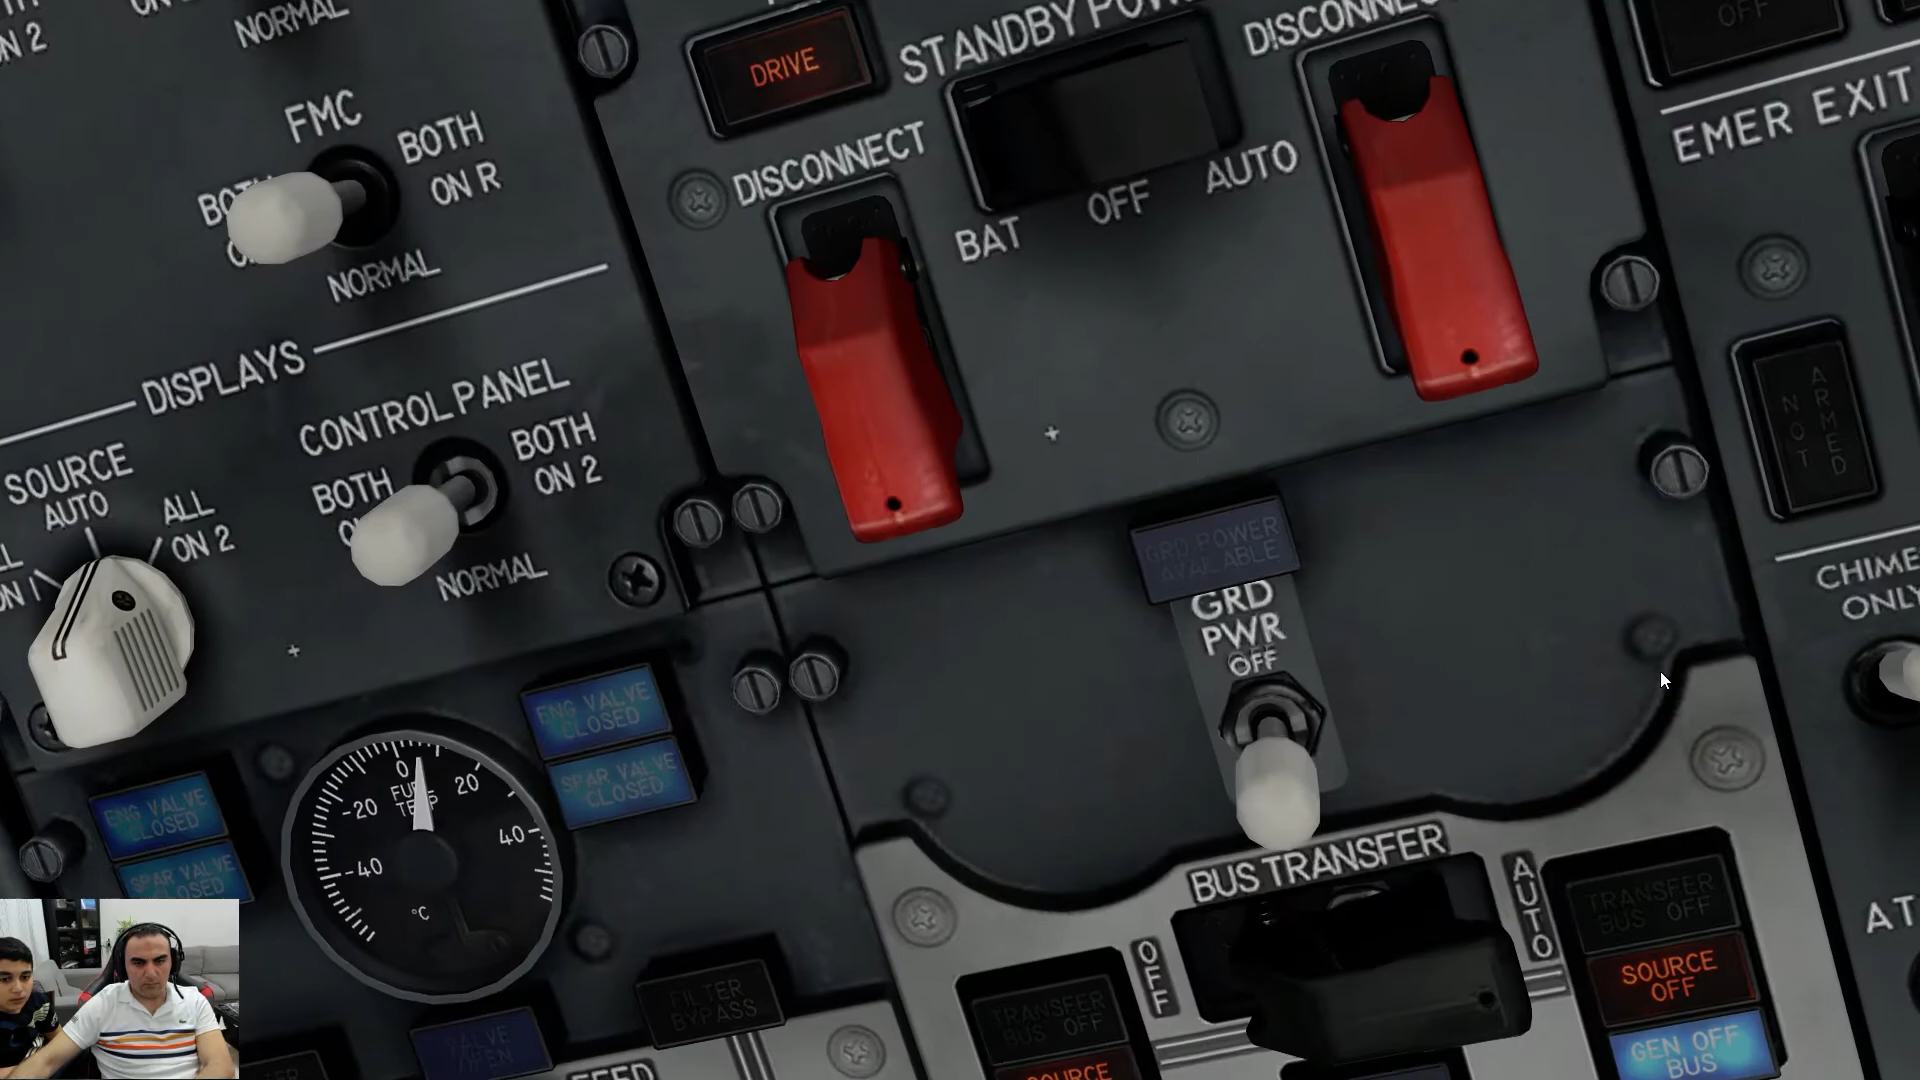 NORMAL
FMC
BOTH
ON R
NORMAL
DISPLAYS
SOURCE
AUTO
ALL
ON 2
CONTROL PANEL
BOTH
BOTH
ON 2
NORMAL
DRIVE
STANDBY
DISCONNECT
BAT
OFF
AUTO
OFF
EMER EXIT
NOT
ARMED
CHIME
ONLY
GRD POWER
AVAILABLE
GRD
PWR
OFF
ENG VALVE
CLOSED
SPAR VALVE
CLOSED
ENG VALVE
CLOSED
SPAR VALVE
CLOSED
-40
-20
0
20
40
FUEL
TEMP
°C
FILTER
BYPASS
BUS TRANSFER
OFF
AUTO
TRANSFER
BUS OFF
SOURCE
OFF
GEN OFF
BUS
TRANSFER
BUS OFF
SOURCE